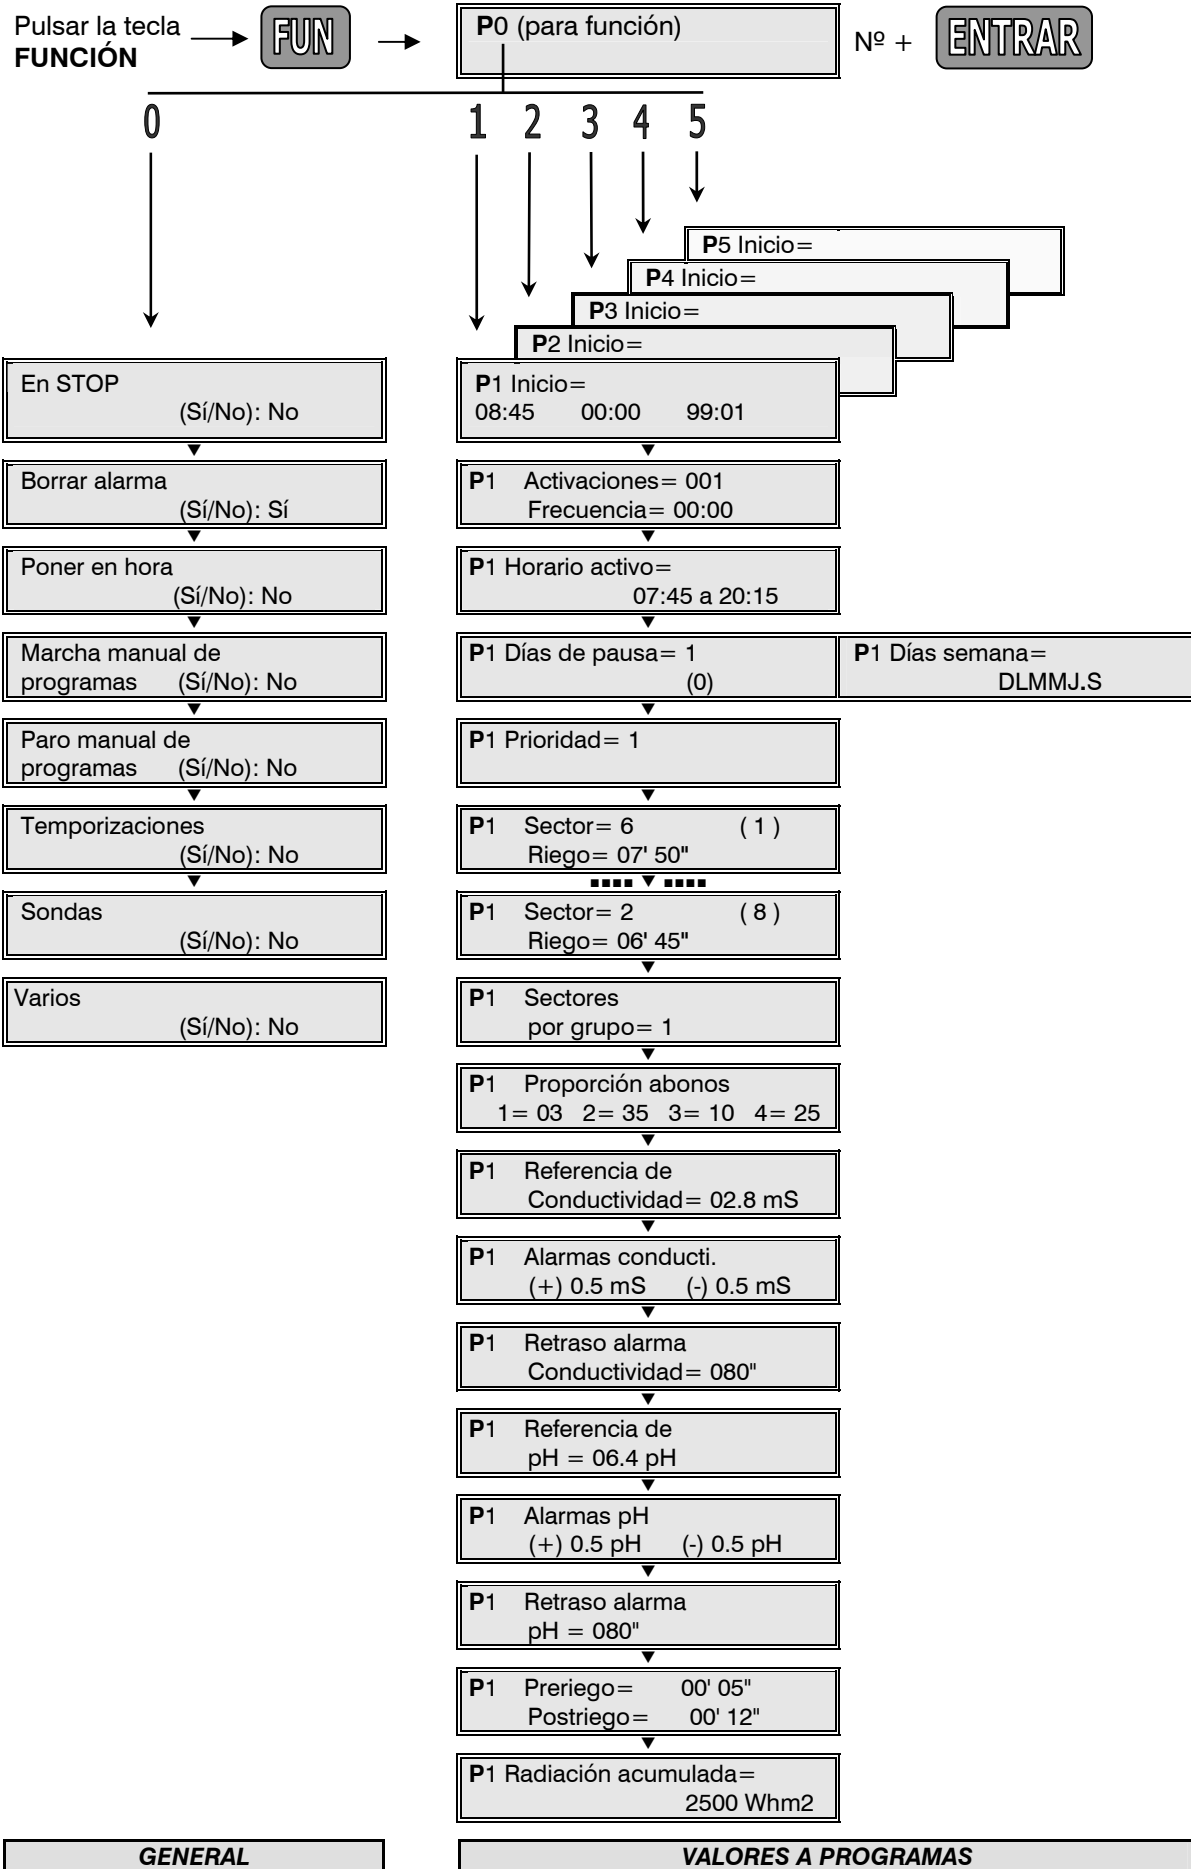 Pulsar la tecla
FUNCIÓN
FUN
P0 (para función)
Nº +
ENTRAR
0
1 2 3 4 5
P5 Inicio=
P4 Inicio=
P3 Inicio=
P2 Inicio=
En STOP
(Sí/No): No
Borrar alarma
(Sí/No): Sí
Poner en hora
(Sí/No): No
Marcha manual de
programas (Sí/No): No
Paro manual de
programas (Sí/No): No
Temporizaciones
(Sí/No): No
Sondas
(Sí/No): No
Varios
(Sí/No): No
P1 Inicio=
08:45 00:00 99:01
P1 Activaciones= 001
Frecuencia= 00:00
P1 Horario activo=
07:45 a 20:15
P1 Días de pausa= 1
(0)
P1 Días semana=
DLMMJ.S
P1 Prioridad= 1
P1 Sector= 6 ( 1 )
Riego= 07' 50"
P1 Sector= 2 ( 8 )
Riego= 06' 45"
P1 Sectores
por grupo= 1
P1 Proporción abonos
1= 03 2= 35 3= 10 4= 25
P1 Referencia de
Conductividad= 02.8 mS
P1 Alarmas conducti.
(+) 0.5 mS (-) 0.5 mS
P1 Retraso alarma
Conductividad= 080"
P1 Referencia de
pH = 06.4 pH
P1 Alarmas pH
(+) 0.5 pH (-) 0.5 pH
P1 Retraso alarma
pH = 080"
P1 Preriego= 00' 05"
Postriego= 00' 12"
P1 Radiación acumulada=
2500 Whm2
GENERAL
VALORES A PROGRAMAS